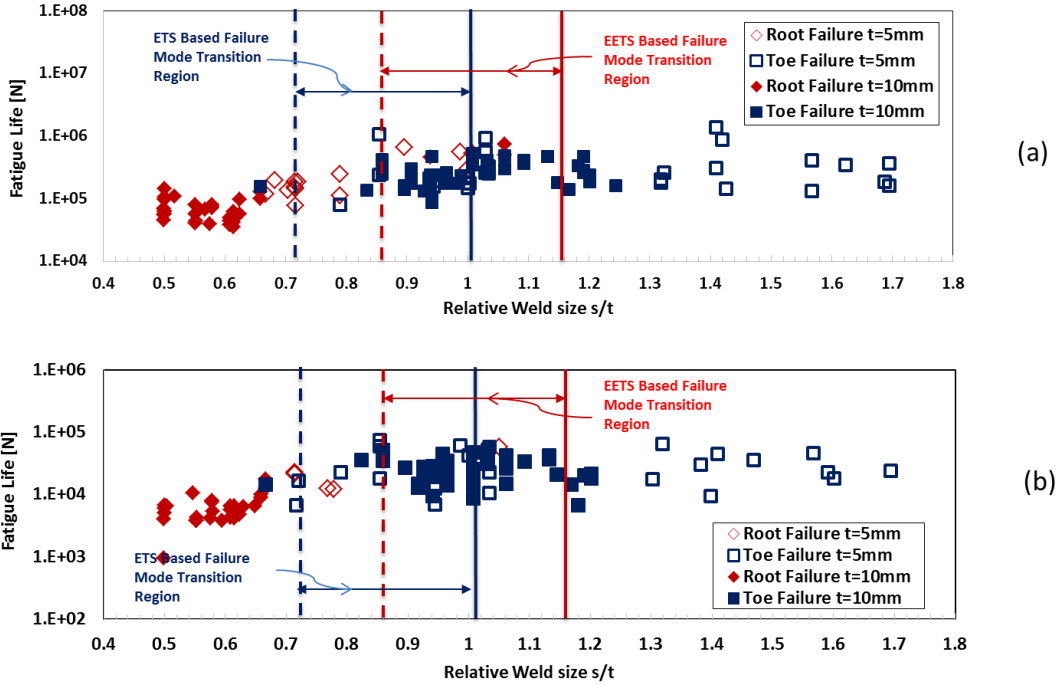 1.E+08
1.E+07
1.E+06
1.E+05
1.E+04
Fatigue Life [N]
ETS Based Failure
Mode Transition
Region
EETS Based Failure
Mode Transition
Region
Root Failure t=5mm
Toe Failure t=5mm
Root Failure t=10mm
Toe Failure t=10mm
(a)
0.4 0.5 0.6 0.7 0.8 0.9 1 1.1 1.2 1.3 1.4 1.5 1.6 1.7 1.8
Relative Weld size s/t
1.E+06
1.E+05
1.E+04
1.E+03
1.E+02
Fatigue Life [N]
EETS Based Failure
Mode Transition
Region
ETS Based Failure
Mode Transition
Region
Root Failure t=5mm
Toe Failure t=5mm
Root Failure t=10mm
Toe Failure t=10mm
(b)
0.4 0.5 0.6 0.7 0.8 0.9 1 1.1 1.2 1.3 1.4 1.5 1.6 1.7 1.8
Relative Weld size s/t